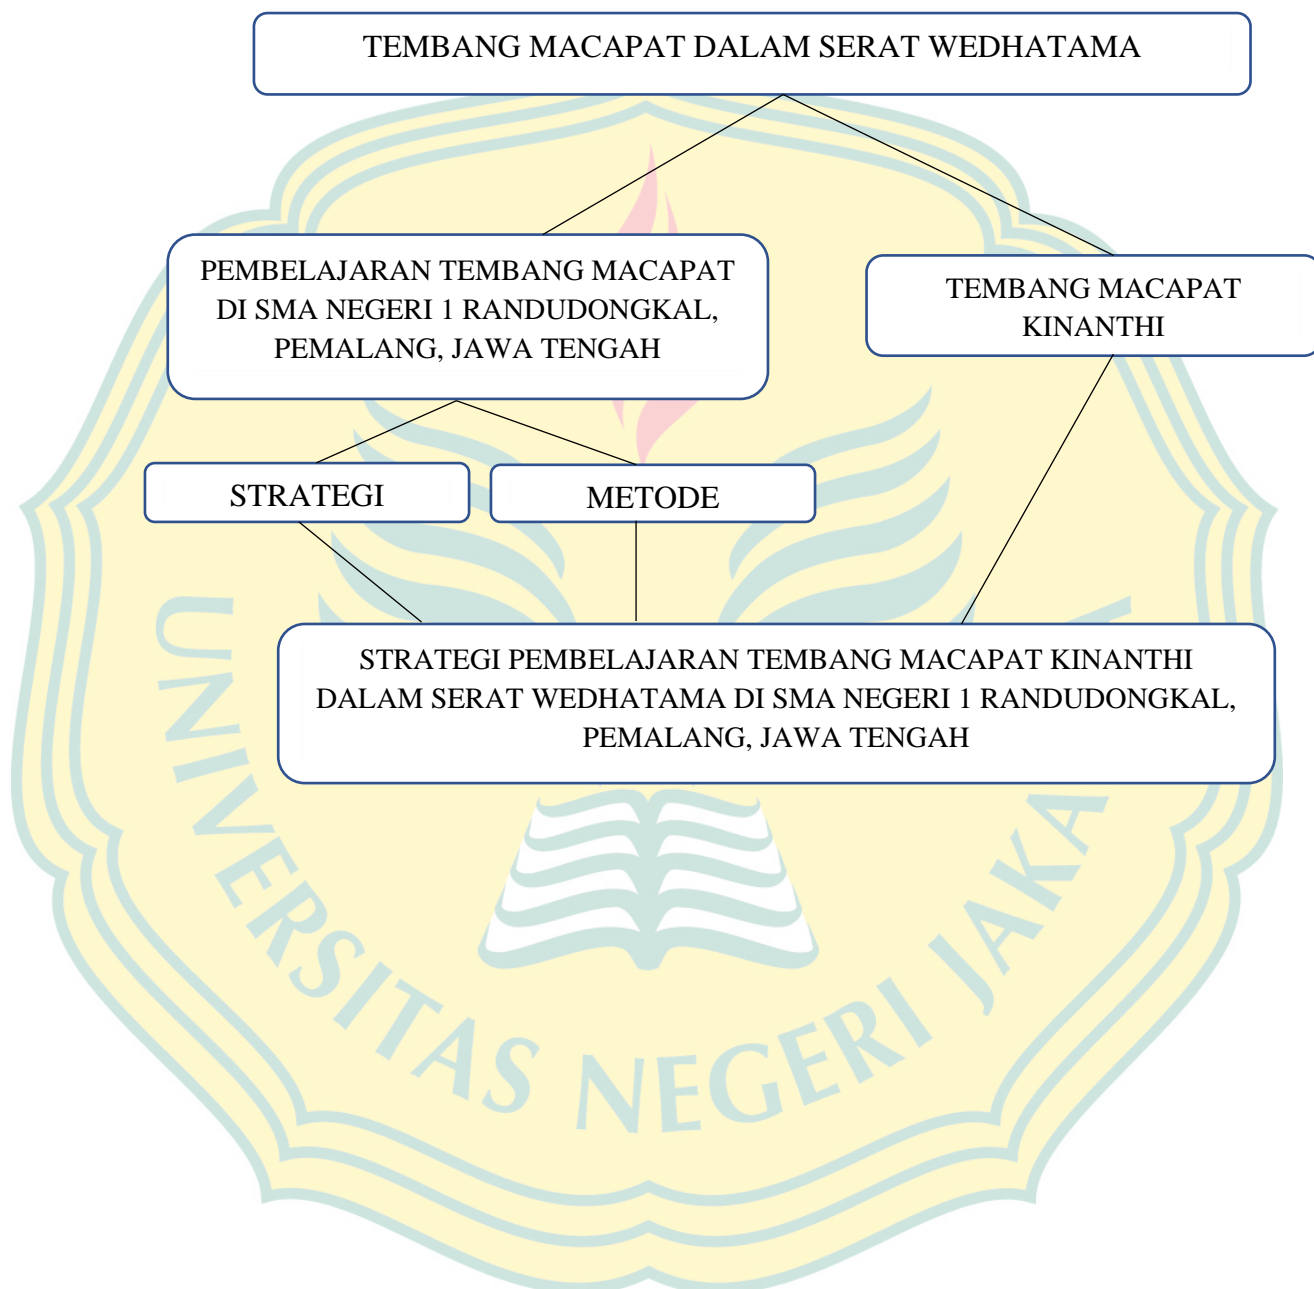 TEMBANG MACAPAT DALAM SERAT WEDHATAMA
PEMBELAJARAN TEMBANG MACAPAT
DI SMA NEGERI 1 RANDUDONGKAL,
PEMALANG, JAWA TENGAH
TEMBANG MACAPAT
KINANTHI
STRATEGI
METODE
STRATEGI PEMBELAJARAN TEMBANG MACAPAT KINANTHI
DALAM SERAT WEDHATAMA DI SMA NEGERI 1 RANDUDONGKAL,
PEMALANG, JAWA TENGAH
UNIVERSITAS NEGERI JAKA